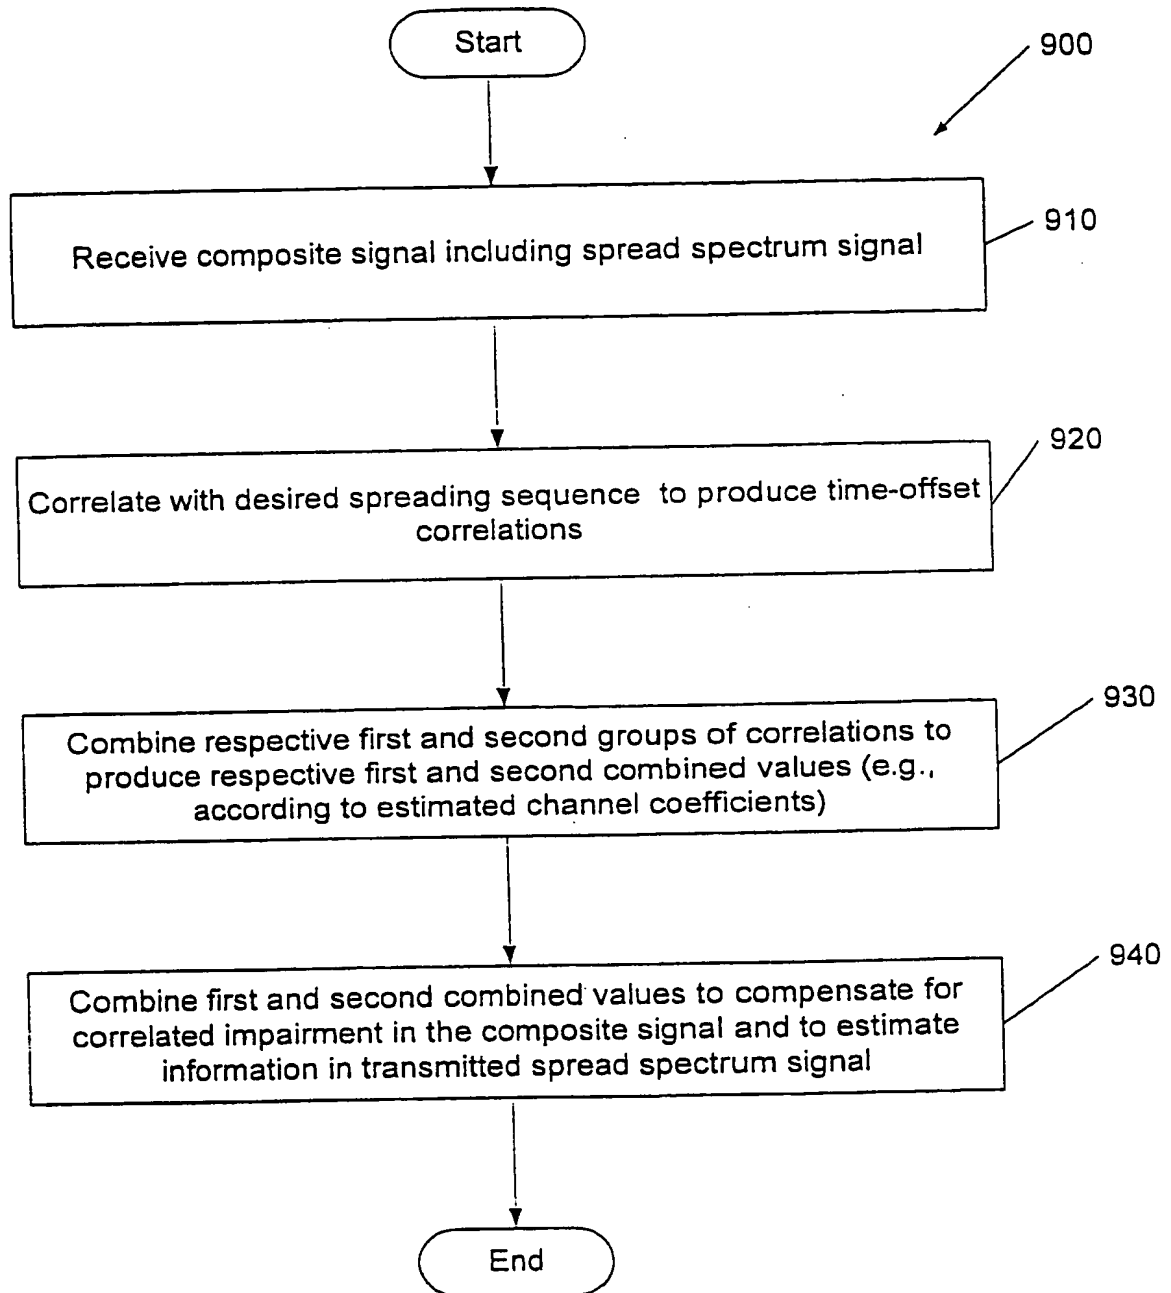 Start
900
Receive composite signal including spread spectrum signal
910
Correlate with desired spreading sequence to produce time-offset
correlations
920
Combine respective first and second groups of correlations to
produce respective first and second combined values (e.g.,
according to estimated channel coefficients)
930
Combine first and second combined values to compensate for
correlated impairment in the composite signal and to estimate
information in transmitted spread spectrum signal
940
End